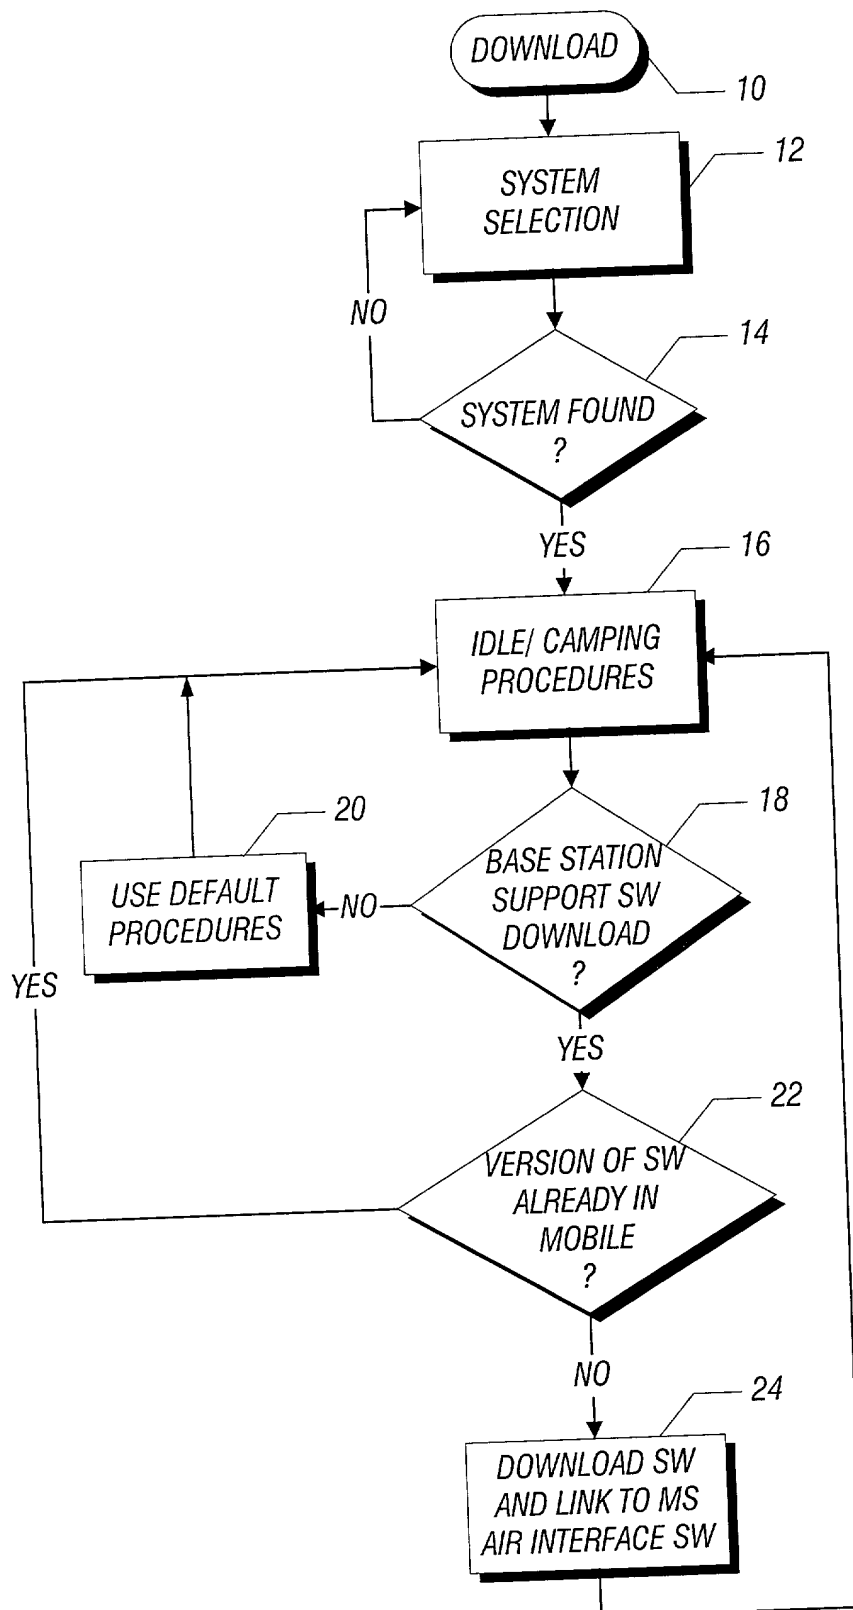 DOWNLOAD
10
SYSTEM
SELECTION
12
NO
14
SYSTEM FOUND
?
YES
16
IDLE/ CAMPING
PROCEDURES
18
BASE STATION
SUPPORT SW
DOWNLOAD
?
NO
20
USE DEFAULT
PROCEDURES
YES
YES
22
VERSION OF SW
ALREADY IN
MOBILE
?
NO
24
DOWNLOAD SW
AND LINK TO MS
AIR INTERFACE SW